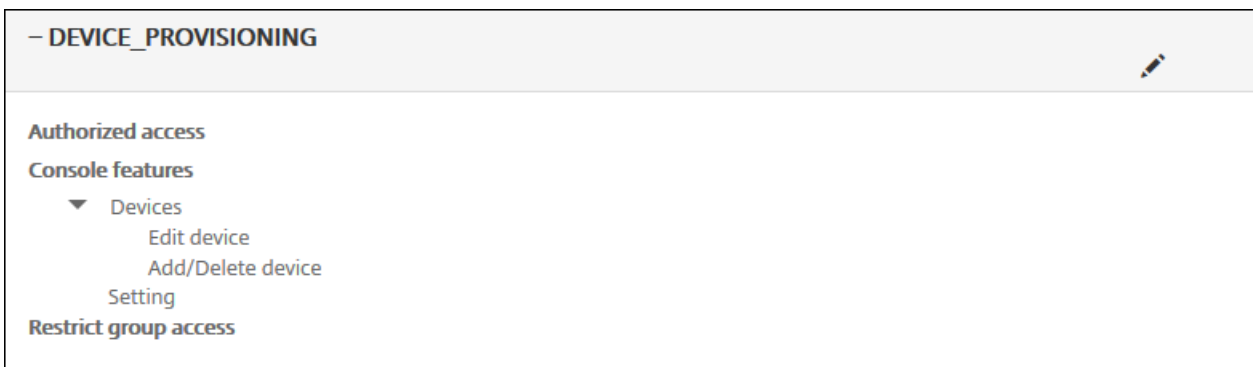 – DEVICE_PROVISIONING
Authorized access
Console features
Devices
Edit device
Add/Delete device
Setting
Restrict group access